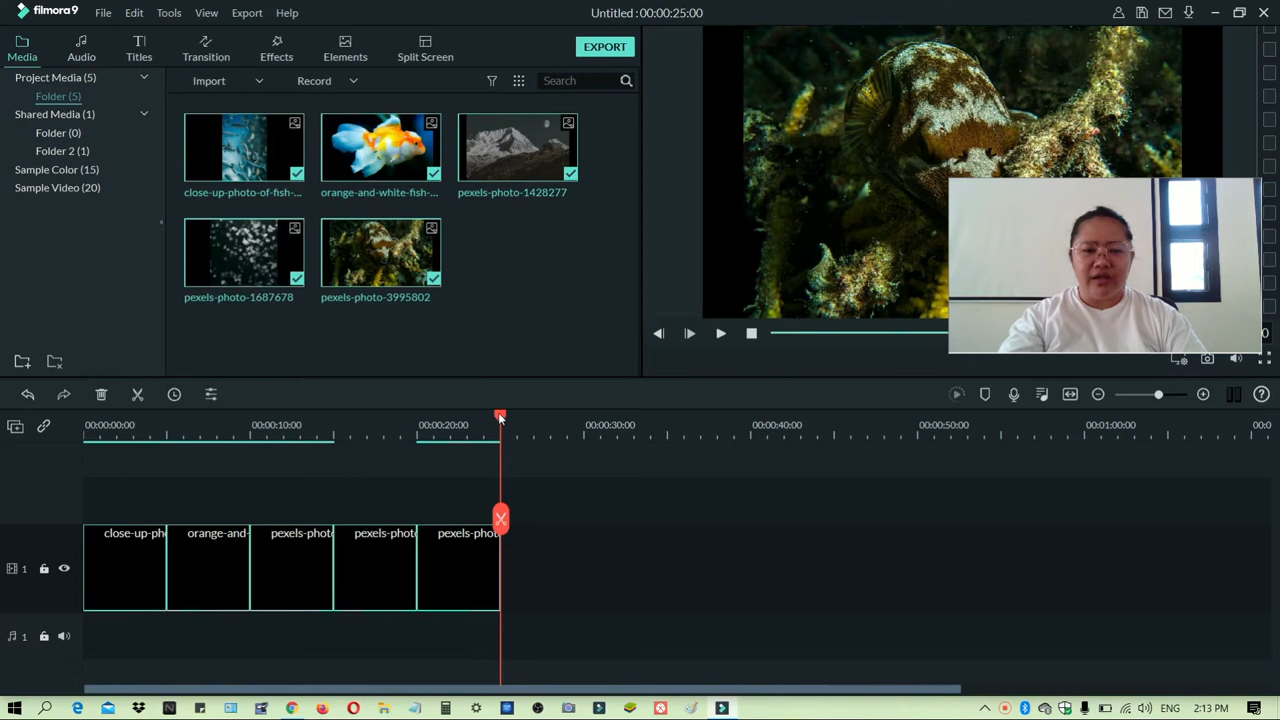 filmora9 File Edit Tools View Export Help Untitled : 00:00:25:00
Media Audio Titles Transition Effects Elements Split Screen EXPORT
Project Media (5)
Folder (5)
Shared Media (1)
Folder (0)
Folder 2 (1)
Sample Color (15)
Sample Video (20)
Import Record Search
close-up-photo-of-fish-... orange-and-white-fish-... pexels-photo-1428277
pexels-photo-1687678 pexels-photo-3995802
00:00:00:00 00:00:10:00 00:00:20:00 00:00:30:00 00:00:40:00 00:00:50:00 00:01:00:00 00:0
close-up-ph orange-and- pexels-phot pexels-phot pexels-pho
1
1
ENG 2:13 PM